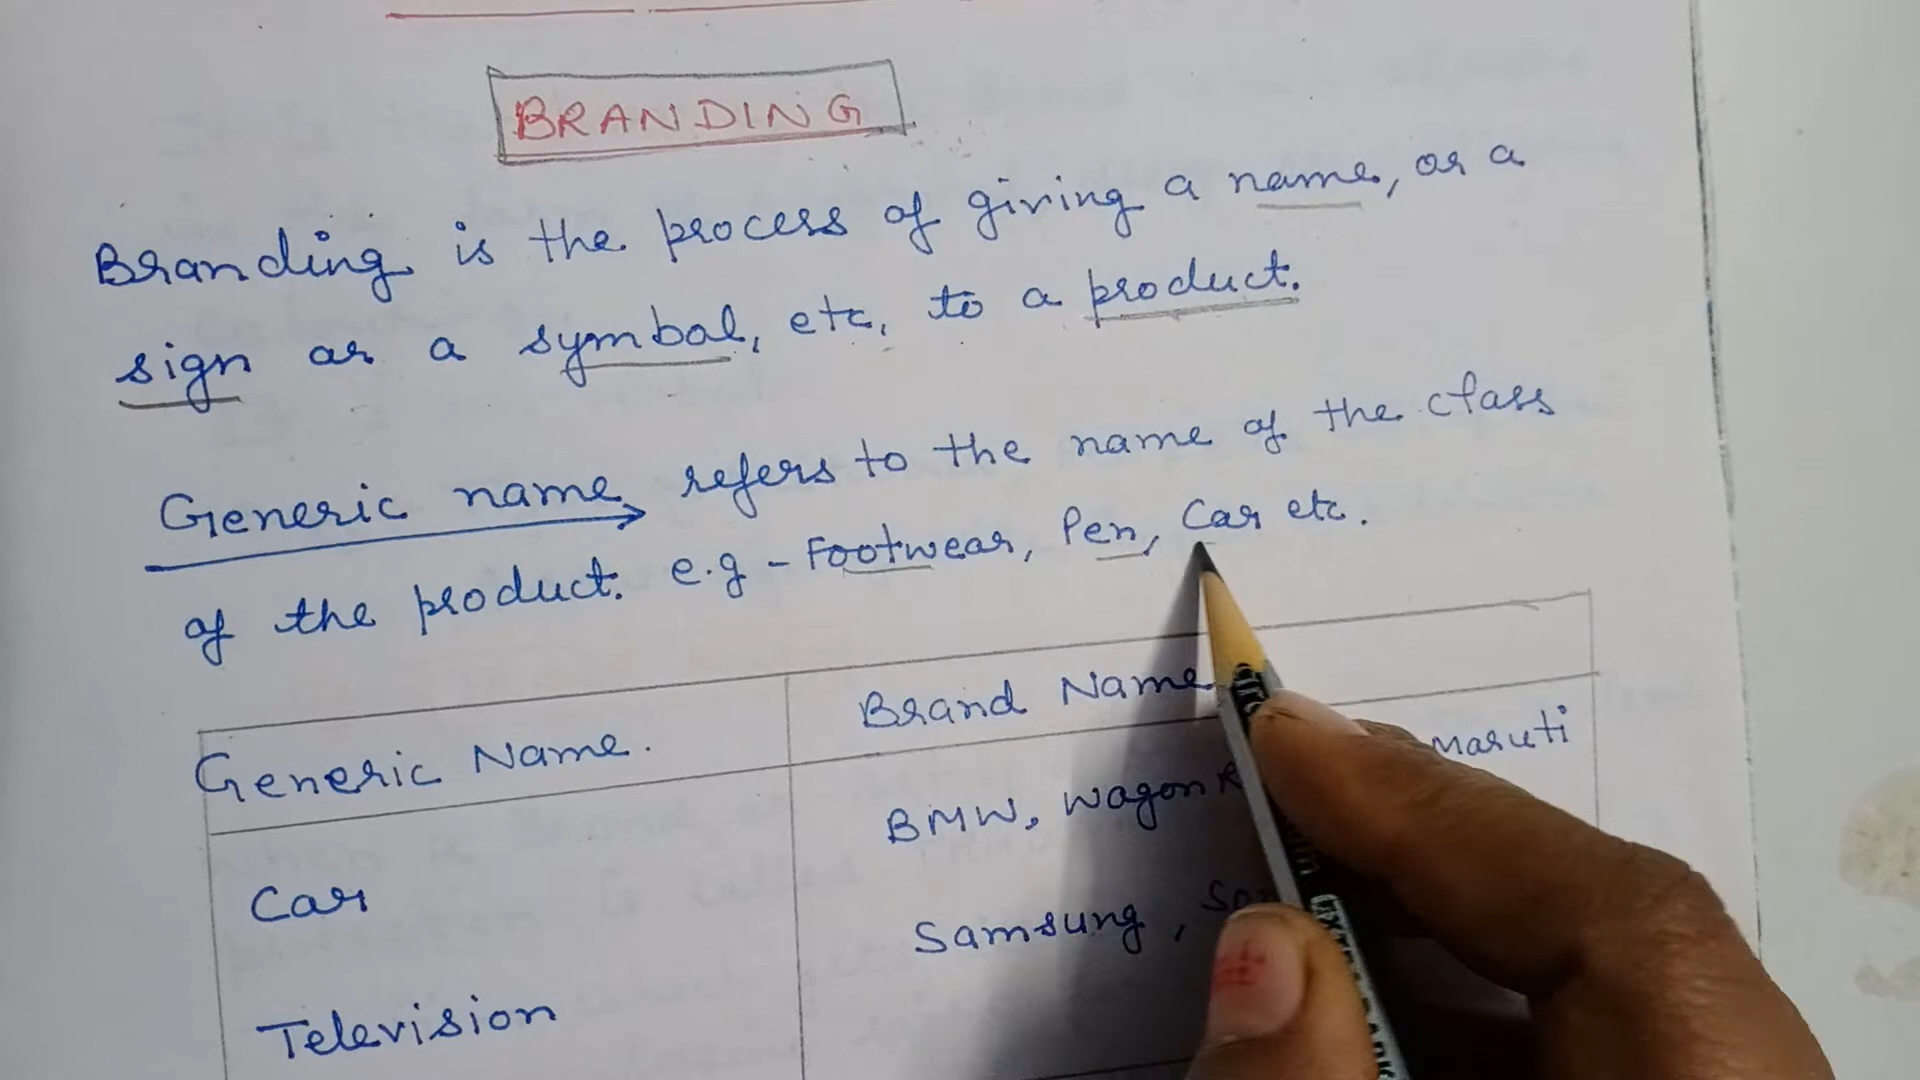 BRANDING
Branding is the process of giving a name, or a
sign or a symbol, etc, to a product.
Generic name refers to the name of the class
of the product. e.g - Footwear, Pen, Car etc.
Generic Name. Brand Name
Car BMW, Wagon R maruti
Television Samsung,